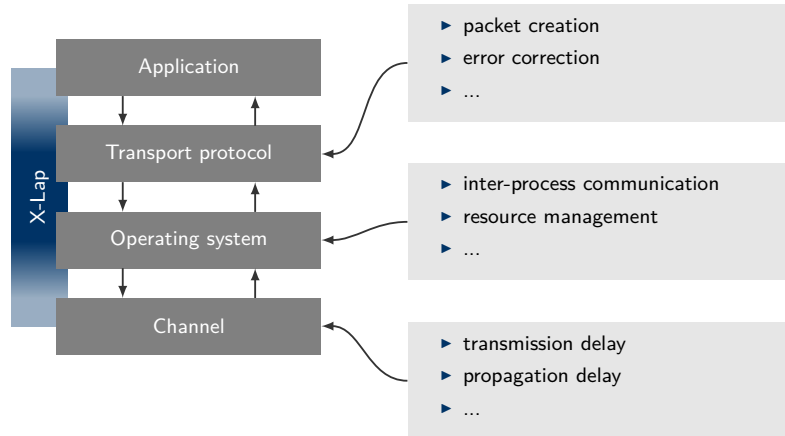 X-Lap
Application
Transport protocol
Operating system
Channel
► packet creation
► error correction
► ...
► inter-process communication
► resource management
► ...
► transmission delay
► propagation delay
► ...